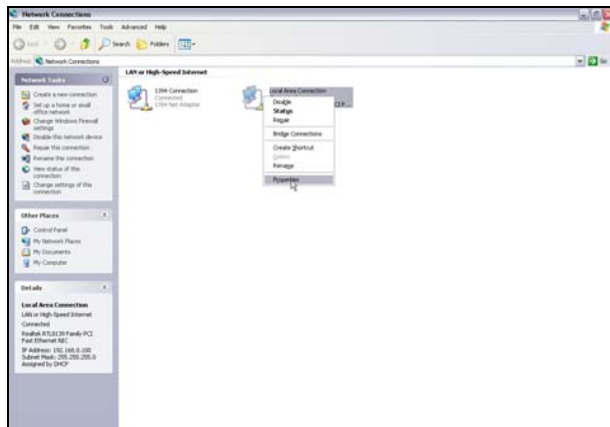 Network Connections
File Edit View Favorites Tools Advanced Help
Back Search Folders
Address Network Connections Go
Network Tasks
Create a new connection
Set up a home or small
office network
Change Windows Firewall
settings
Disable this network device
Repair this connection
Rename this connection
View status of this
connection
Change settings of this
connection
Other Places
Control Panel
My Network Places
My Documents
My Computer
Details
Local Area Connection
LAN or High-Speed Internet
Connected
Realtek RTL8139 Family PCI
Fast Ethernet NIC
IP Address: 192.168.0.100
Subnet Mask: 255.255.255.0
Assigned by DHCP
LAN or High-Speed Internet
1394 Connection
Connected
1394 Net Adapter
Local Area Connection
Disable
Status
Repair
Bridge Connections
Create Shortcut
Delete
Rename
Properties